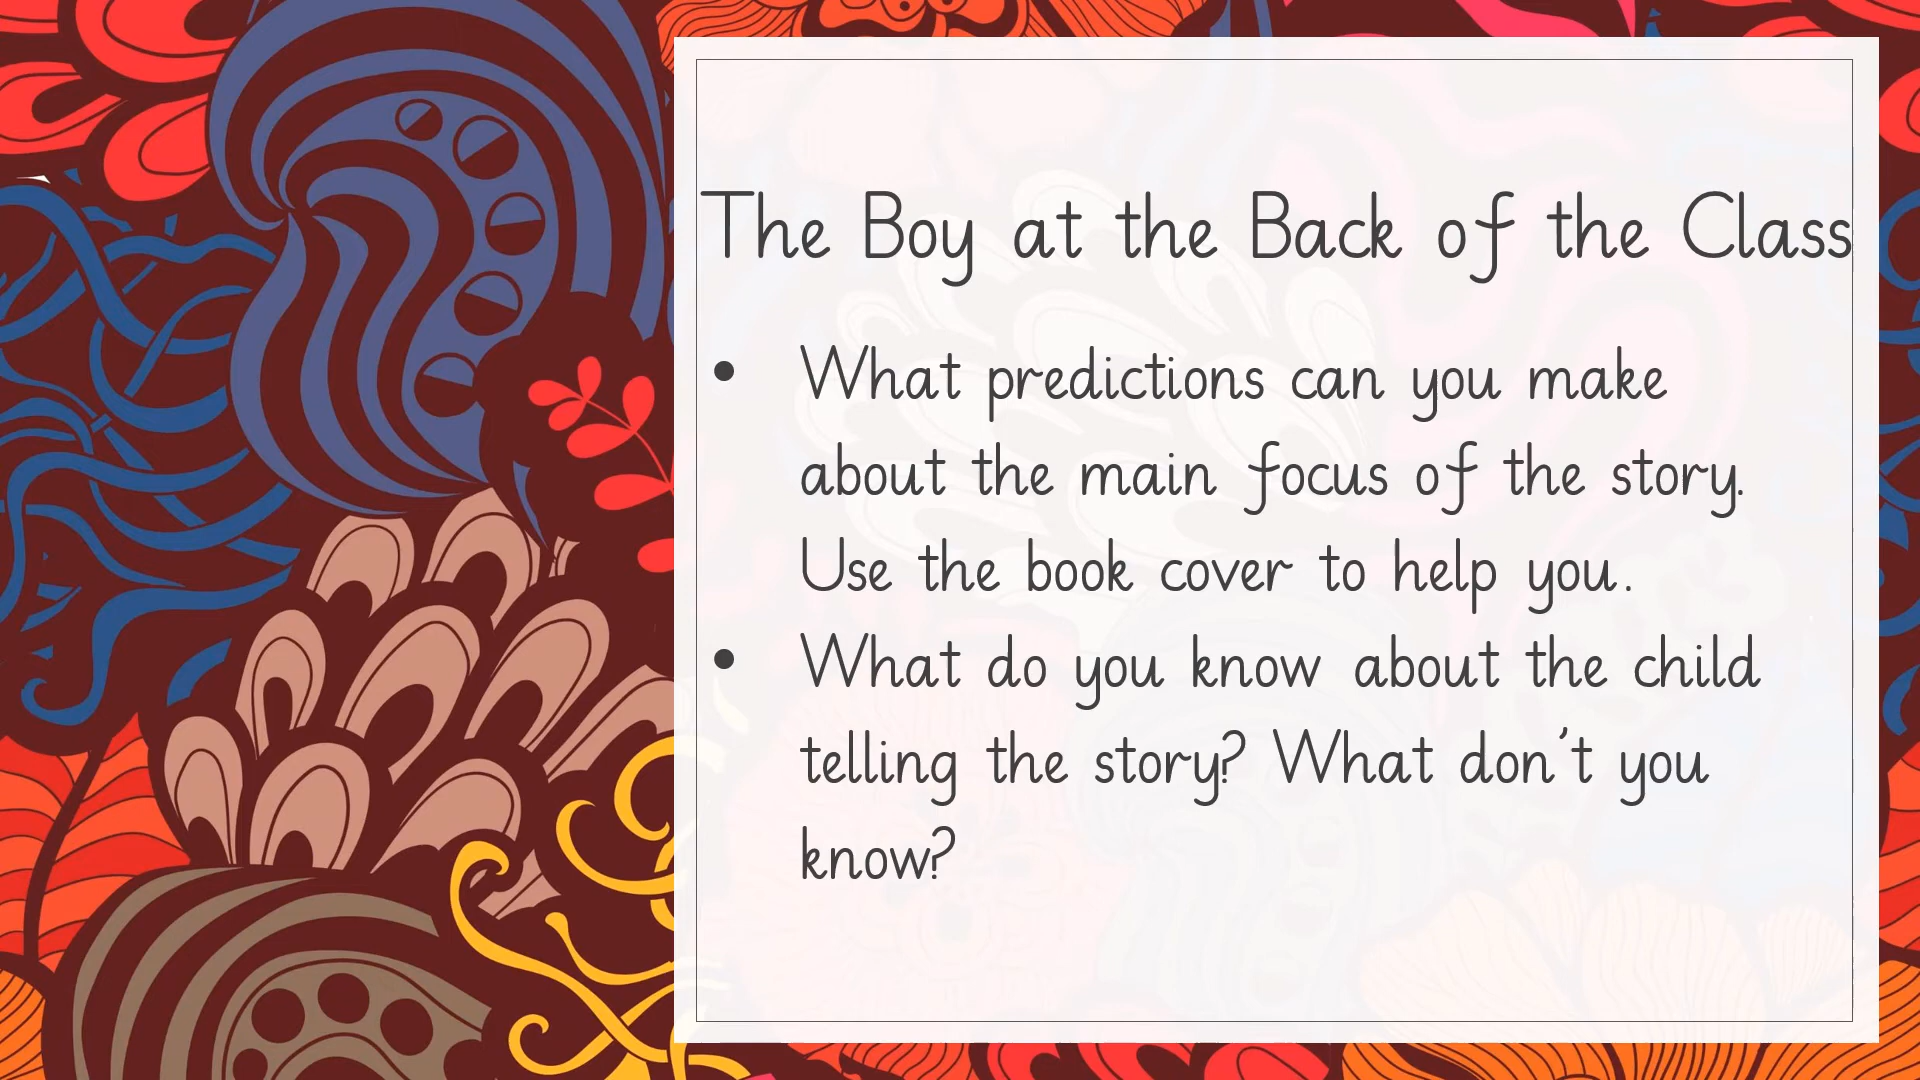 The Boy at the Back of the Class
• What predictions can you make
about the main focus of the story.
Use the book cover to help you.
• What do you know about the child
telling the story? What don't you
know?